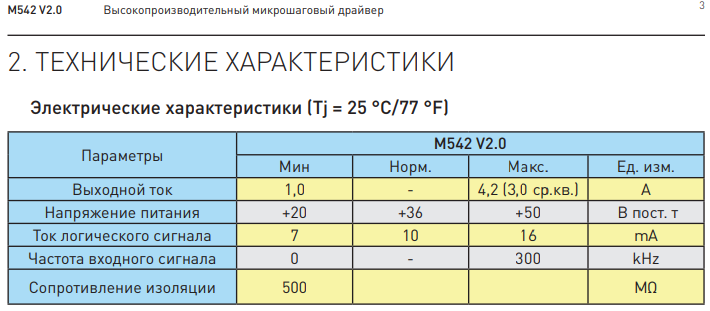 M542 V2.0 Высокопроизводительный микрошаговый драйвер 3
2. ТЕХНИЧЕСКИЕ ХАРАКТЕРИСТИКИ
Электрические характеристики (Tj = 25 °C/77 °F)
Параметры M542 V2.0
Мин Норм. Макс. Ед. изм.
Выходной ток 1,0 - 4,2 (3,0 ср.кв.) А
Напряжение питания +20 +36 +50 В пост. т
Ток логического сигнала 7 10 16 mA
Частота входного сигнала 0 - 300 kHz
Сопротивление изоляции 500 MΩ